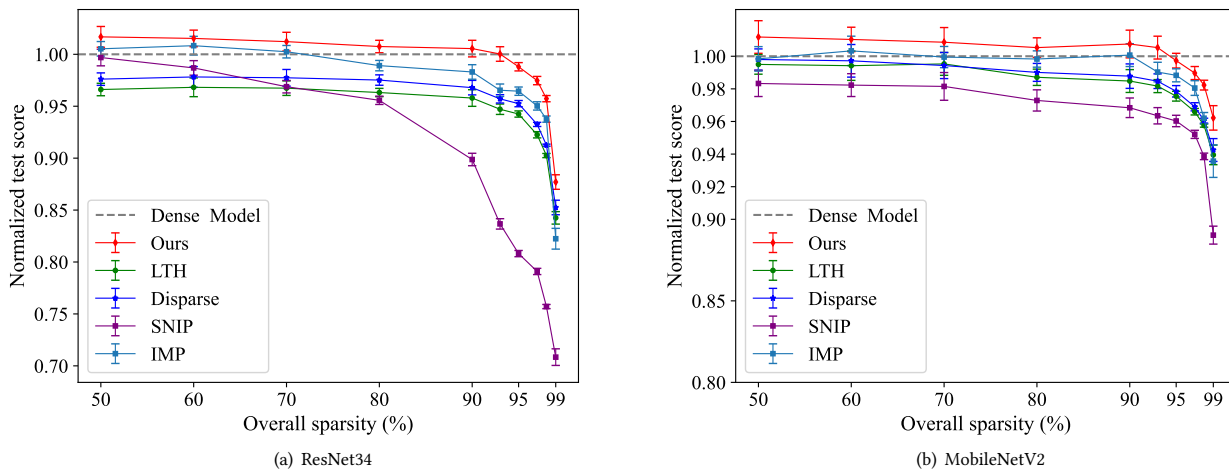 Normalized test score
1.00
0.95
0.90
0.85
0.80
0.75
0.70
Dense Model
Ours
LTH
Disparse
SNIP
IMP
50 60 70 80 90 95 99
Overall sparsity (%)
(a) ResNet34
Normalized test score
1.00
0.98
0.96
0.94
0.92
0.90
0.85
0.80
Dense Model
Ours
LTH
Disparse
SNIP
IMP
50 60 70 80 90 95 99
Overall sparsity (%)
(b) MobileNetV2